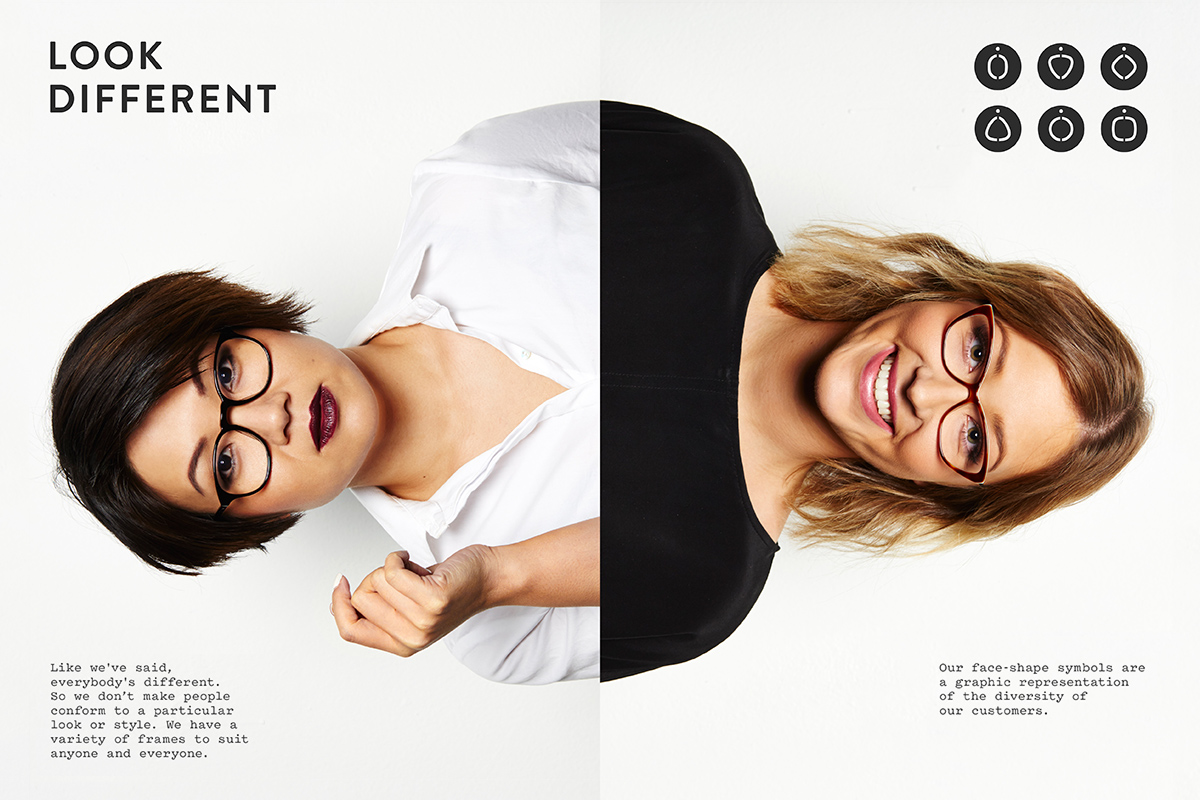 LOOK
DIFFERENT
Like we've said,
everybody's different.
So we don’t make people
conform to a particular
look or style. We have a
variety of frames to suit
anyone and everyone.
Our face-shape symbols are
a graphic representation
of the diversity of
our customers.